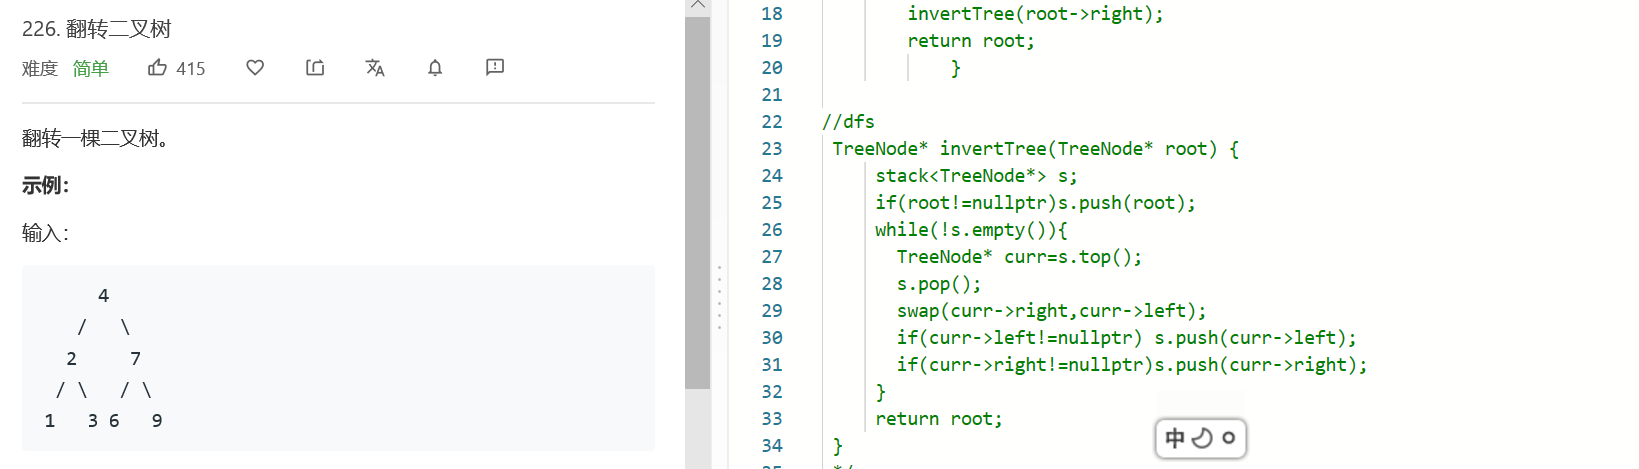 226. 翻转二叉树
难度 简单 415
翻转一棵二叉树。
示例：
输入：
4
/ \
2 7
/ \ / \
1 3 6 9
18 invertTree(root->right);
19 return root;
20 }
21
22 //dfs
23 TreeNode* invertTree(TreeNode* root) {
24 stack<TreeNode*> s;
25 if(root!=nullptr)s.push(root);
26 while(!s.empty()){
27 TreeNode* curr=s.top();
28 s.pop();
29 swap(curr->right,curr->left);
30 if(curr->left!=nullptr) s.push(curr->left);
31 if(curr->right!=nullptr)s.push(curr->right);
32 }
33 return root;
34 }
中